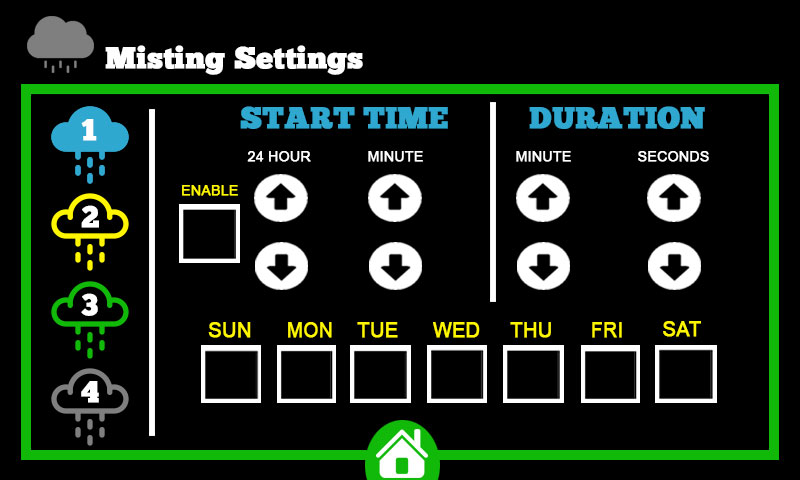 Misting Settings
1
2
3
4
START TIME
24 HOUR MINUTE
ENABLE
DURATION
MINUTE SECONDS
SUN MON TUE WED THU FRI SAT